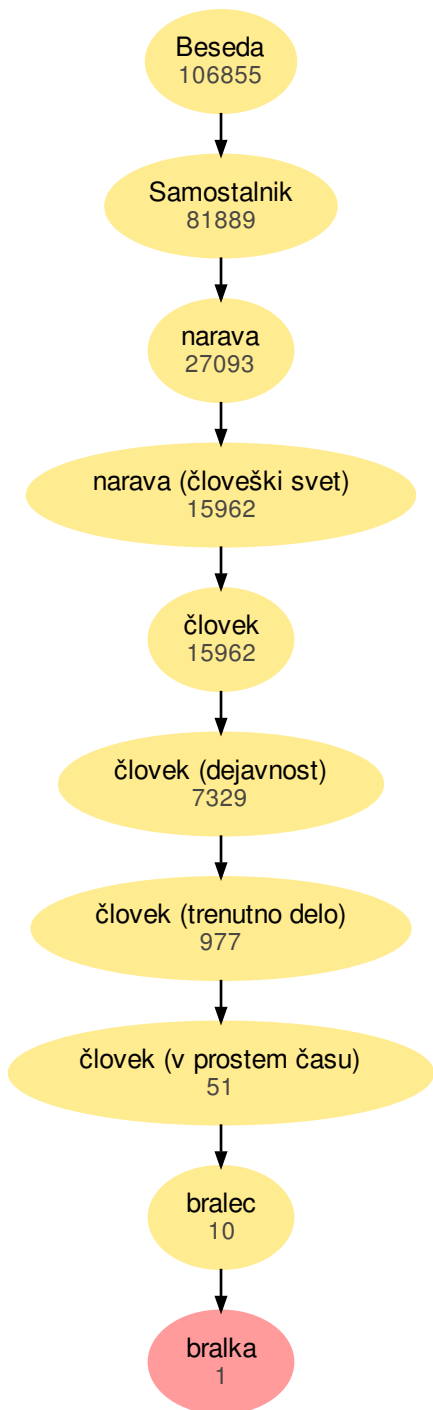 Beseda
106855
Samostalnik
81889
narava
27093
narava (človeški svet)
15962
človek
15962
človek (dejavnost)
7329
človek (trenutno delo)
977
človek (v prostem času)
51
bralec
10
bralka
1